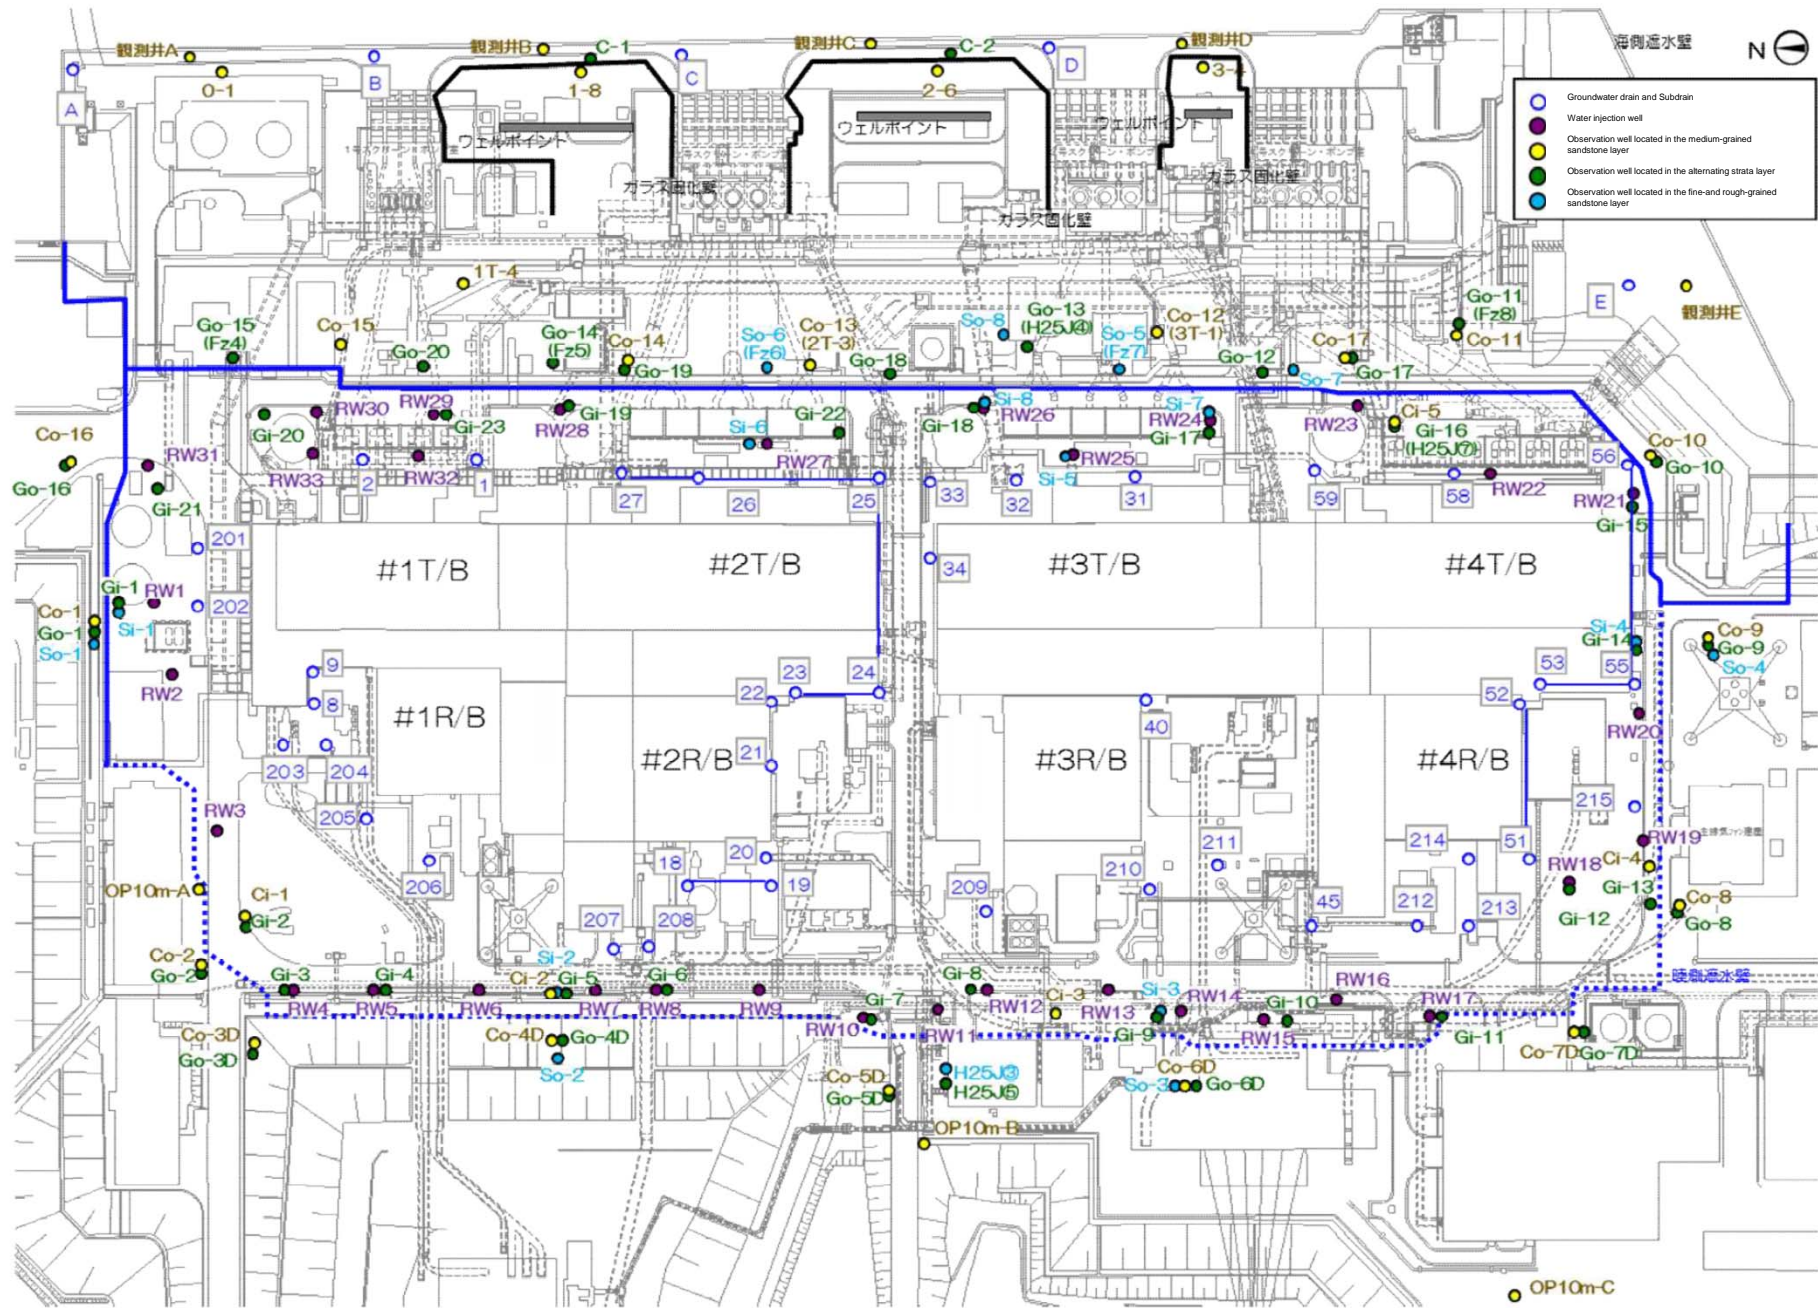 観測井A
観測井B
C-1
観測井C
C-2
観測井D
海側遮水壁
N
A
0-1
B
1-8
C
2-6
D
3-4
Groundwater drain and Subdrain
Water injection well
Observation well located in the medium-grained
sandstone layer
Observation well located in the alternating strata layer
Observation well located in the fine-and rough-grained
sandstone layer
ウェルポイント
ウェルポイント
ウェルポイント
ガラス固化壁
ガラス固化壁
ガラス固化壁
1T-4
E
観測井E
Go-15
(Fz4)
Co-15
Go-20
Go-14
(Fz5)
Co-14
Go-19
So-6
(Fz6)
Co-13
(2T-3)
Go-18
So-8
Go-13
(H25J④)
So-5
(Fz7)
Co-12
(3T-1)
Go-12
So-7
Co-17
Go-17
Go-11
(Fz8)
Co-11
Co-16
Go-16
RW31
Gi-21
Gi-20
RW30
RW33
RW29
Gi-23
RW32
2
1
RW28
Gi-19
Si-6
RW27
Gi-22
Gi-18
Si-8
RW26
Si-5
RW25
Si-7
RW24
Gi-17
RW23
Ci-5
Gi-16
(H25J⑦)
RW22
56
Co-10
Go-10
RW21
Gi-15
27
26
25
33
32
31
59
58
201
202
#1T/B
#2T/B
34
#3T/B
#4T/B
Gi-1
RW1
Co-1
Go-1
So-1
Si-1
RW2
Si-4
Gi-14
Co-9
Go-9
So-4
9
8
#1R/B
22
23
24
53
55
52
RW20
40
203
204
#2R/B
21
#3R/B
#4R/B
RW3
205
215
206
18
20
19
209
210
211
214
51
RW19
RW18
Ci-4
Gi-13
Gi-12
OP10m-A
Ci-1
Gi-2
207
208
45
212
213
Co-8
Go-8
Co-2
Go-2
Gi-3
RW4
Gi-4
RW5
RW6
Si-2
Ci-2
Gi-5
RW7
Gi-6
RW8
RW9
Gi-7
RW10
Gi-8
RW11
RW12
Ci-3
RW13
Si-3
Gi-9
RW14
RW15
Gi-10
RW16
RW17
Gi-11
陸側遮水壁
Co-3D
Go-3D
Co-4D
Go-4D
So-2
Co-5D
Go-5D
H25J③
H25J⑤
Co-6D
So-3
Go-6D
Co-7D
Go-7D
OP10m-B
OP10m-C